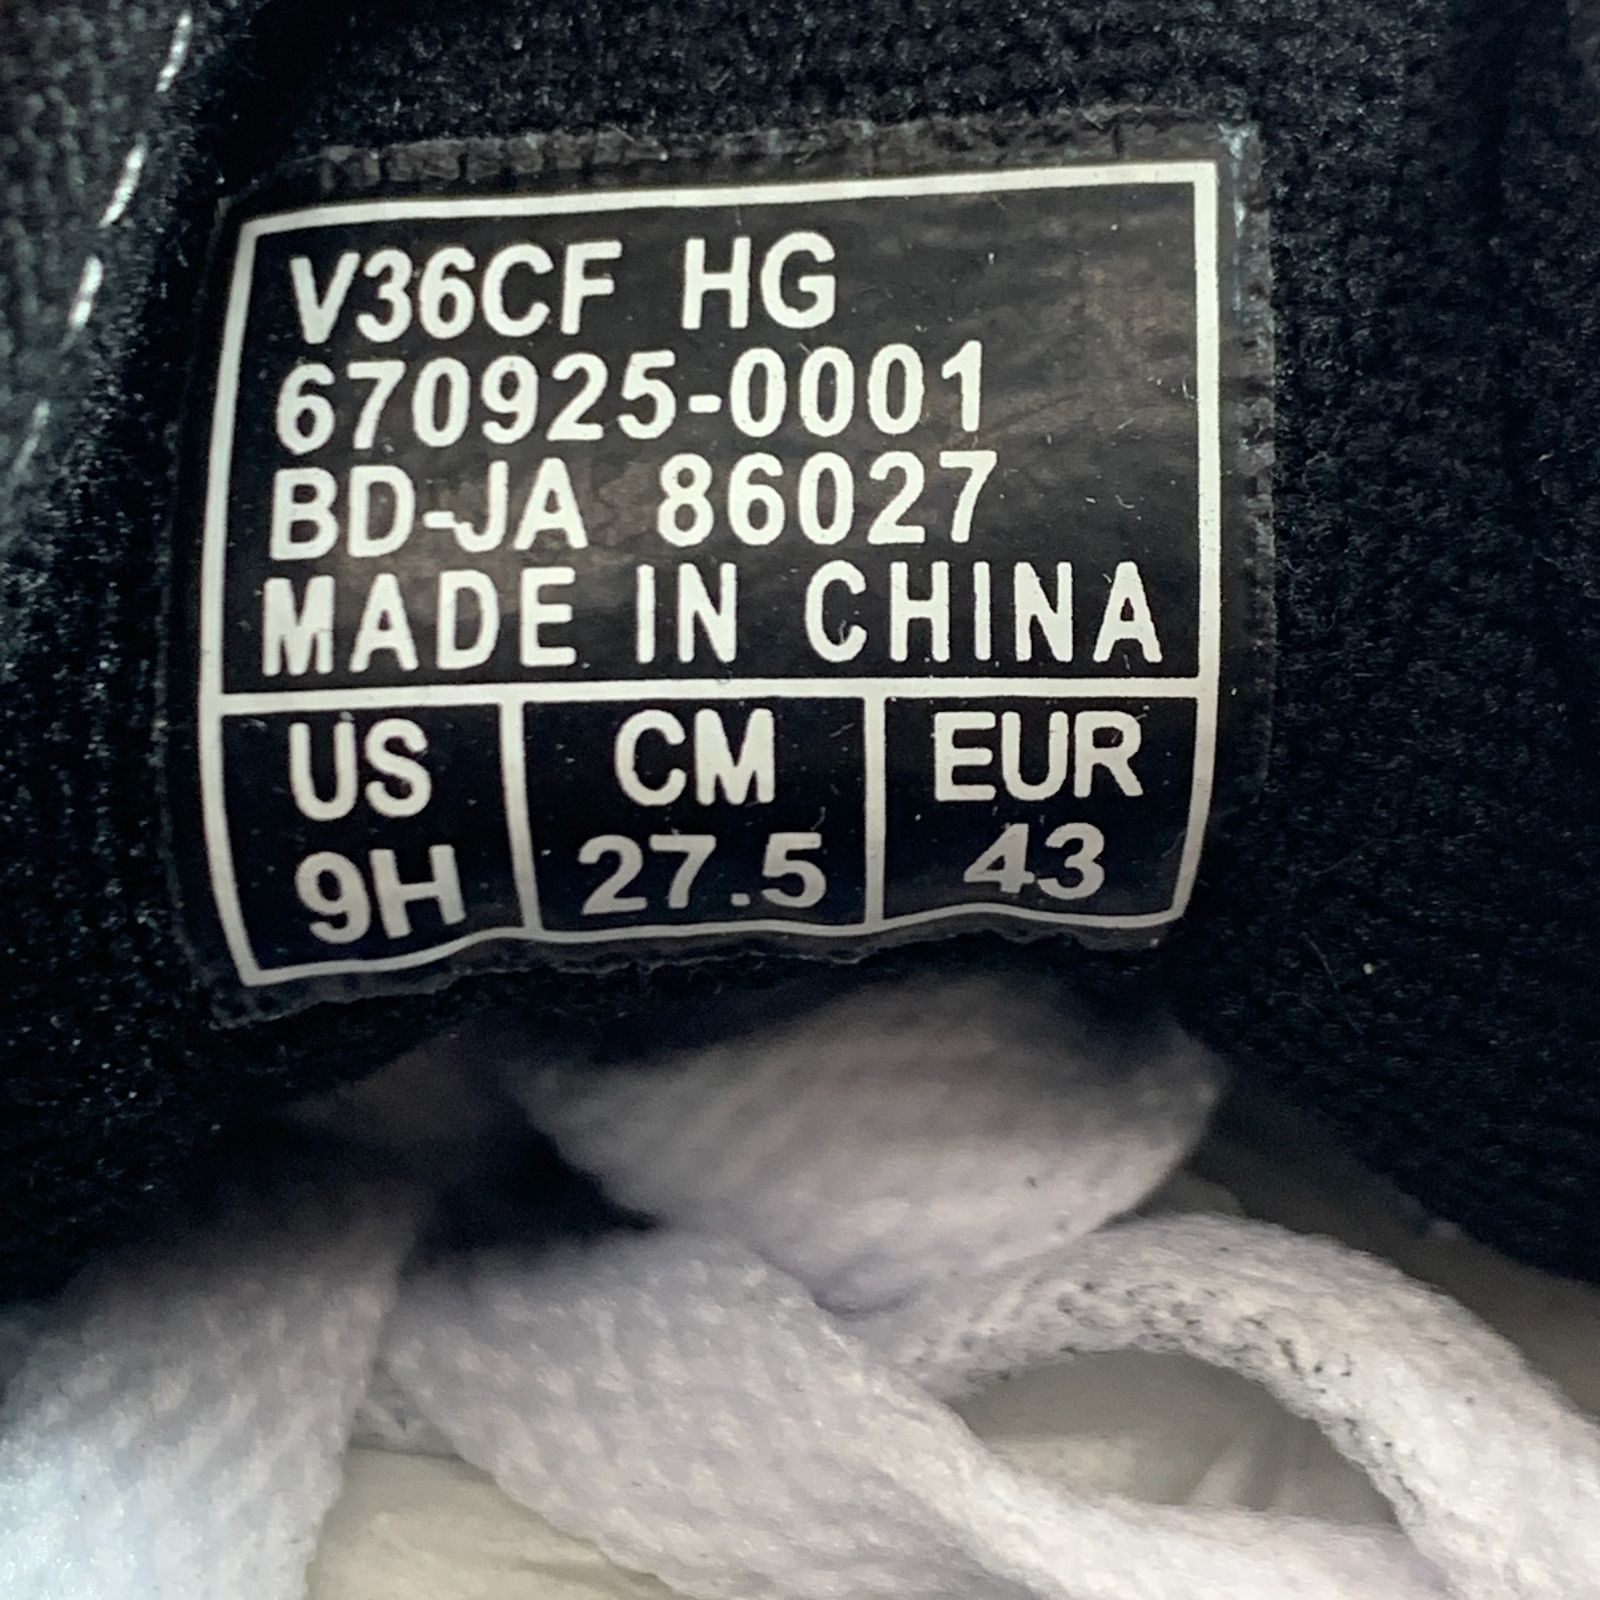 V36CF HG
670925-0001
BD-JA 86027
MADE IN CHINA
US CM EUR
9H 27.5 43